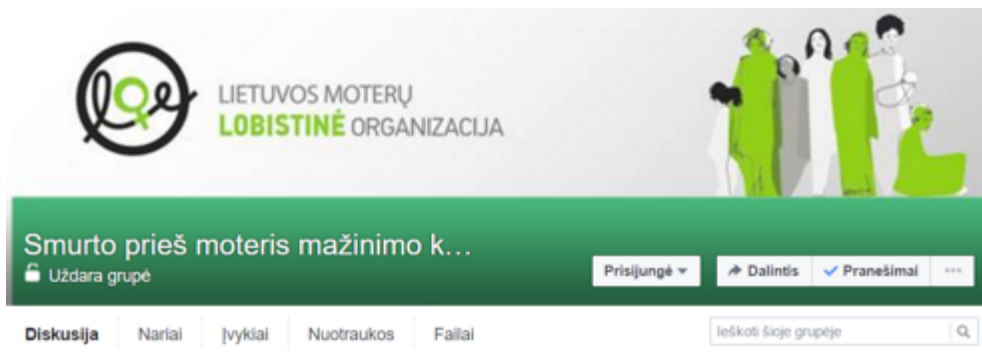 LIETUVOS MOTERŲ
LOBISTINĖ ORGANIZACIJA
Smurto prieš moteris mažinimo k...
Uždara grupė
Prisijungė
Dalintis
Pranešimai
Diskusija
Nariai
Įvykiai
Nuotraukos
Failai
Ieškoti šioje grupėje